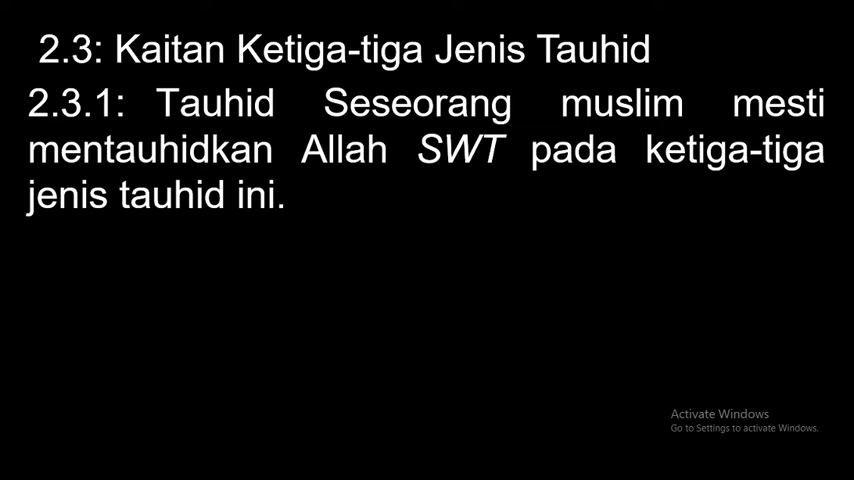 2.3: Kaitan Ketiga-tiga Jenis Tauhid
2.3.1: Tauhid Seseorang muslim mesti
mentauhidkan Allah SWT pada ketiga-tiga
jenis tauhid ini.
Activate Windows
Go to Settings to activate Windows.